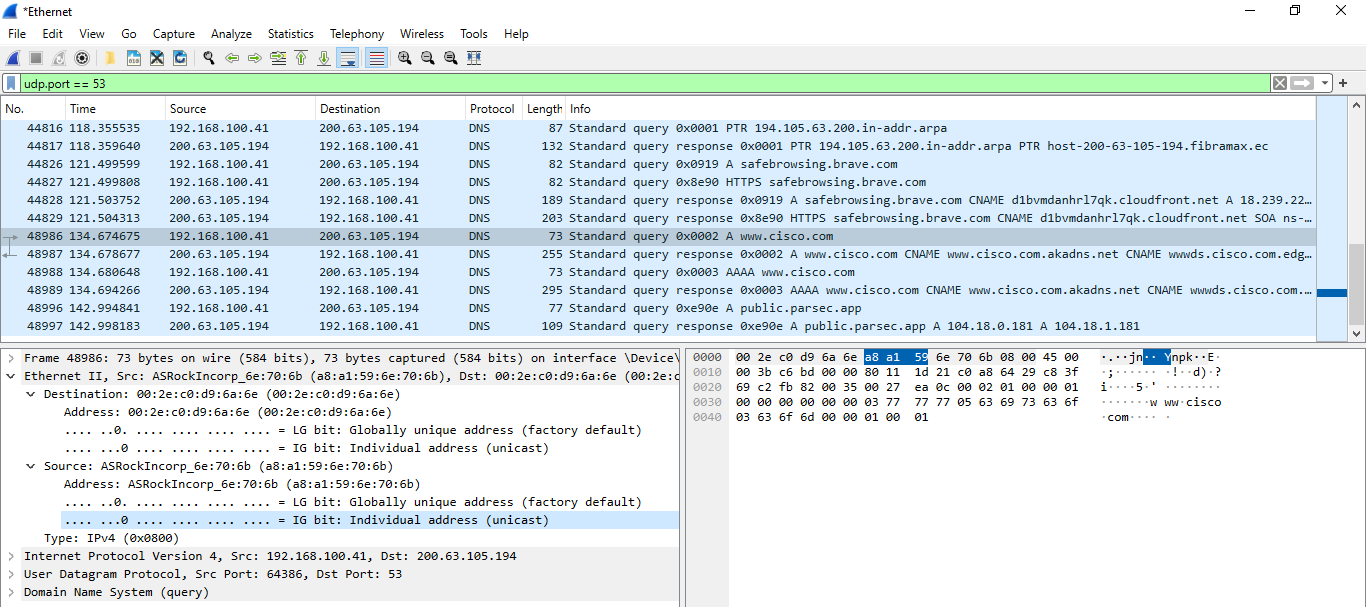 *Ethernet
File Edit View Go Capture Analyze Statistics Telephony Wireless Tools Help
udp.port == 53
No. Time Source Destination Protocol Length Info
44816 118.355535 192.168.100.41 200.63.105.194 DNS 87 Standard query 0x0001 PTR 194.105.63.200.in-addr.arpa
44817 118.359640 200.63.105.194 192.168.100.41 DNS 132 Standard query response 0x0001 PTR 194.105.63.200.in-addr.arpa PTR host-200-63-105-194.fibramax.ec
44826 121.499599 192.168.100.41 200.63.105.194 DNS 82 Standard query 0x0919 A safebrowsing.brave.com
44827 121.499808 192.168.100.41 200.63.105.194 DNS 82 Standard query 0x8e90 HTTPS safebrowsing.brave.com
44828 121.503752 200.63.105.194 192.168.100.41 DNS 189 Standard query response 0x0919 A safebrowsing.brave.com CNAME d1bvmdanhrl7qk.cloudfront.net A 18.239.22…
44829 121.504313 200.63.105.194 192.168.100.41 DNS 203 Standard query response 0x8e90 HTTPS safebrowsing.brave.com CNAME d1bvmdanhrl7qk.cloudfront.net SOA ns-…
48986 134.674675 192.168.100.41 200.63.105.194 DNS 73 Standard query 0x0002 A www.cisco.com
48987 134.678677 200.63.105.194 192.168.100.41 DNS 255 Standard query response 0x0002 A www.cisco.com CNAME www.cisco.com.akadns.net CNAME wwwds.cisco.com.edg…
48988 134.680648 192.168.100.41 200.63.105.194 DNS 73 Standard query 0x0003 AAAA www.cisco.com
48989 134.694266 200.63.105.194 192.168.100.41 DNS 295 Standard query response 0x0003 AAAA www.cisco.com CNAME www.cisco.com.akadns.net CNAME wwwds.cisco.com.…
48996 142.994841 192.168.100.41 200.63.105.194 DNS 77 Standard query 0xe90e A public.parsec.app
48997 142.998183 200.63.105.194 192.168.100.41 DNS 109 Standard query response 0xe90e A public.parsec.app A 104.18.0.181 A 104.18.1.181
Frame 48986: 73 bytes on wire (584 bits), 73 bytes captured (584 bits) on interface \Device\
Ethernet II, Src: ASRockIncorp_6e:70:6b (a8:a1:59:6e:70:6b), Dst: 00:2e:c0:d9:6a:6e (00:2e:c
Destination: 00:2e:c0:d9:6a:6e (00:2e:c0:d9:6a:6e)
Address: 00:2e:c0:d9:6a:6e (00:2e:c0:d9:6a:6e)
.... ..0. .... .... .... .... = LG bit: Globally unique address (factory default)
.... ...0 .... .... .... .... = IG bit: Individual address (unicast)
Source: ASRockIncorp_6e:70:6b (a8:a1:59:6e:70:6b)
Address: ASRockIncorp_6e:70:6b (a8:a1:59:6e:70:6b)
.... ..0. .... .... .... .... = LG bit: Globally unique address (factory default)
.... ...0 .... .... .... .... = IG bit: Individual address (unicast)
Type: IPv4 (0x0800)
Internet Protocol Version 4, Src: 192.168.100.41, Dst: 200.63.105.194
User Datagram Protocol, Src Port: 64386, Dst Port: 53
Domain Name System (query)
0000 00 2e c0 d9 6a 6e a8 a1 59 6e 70 6b 08 00 45 00 ·.··jn·· Ynpk··E·
0010 00 3b c6 bd 00 00 80 11 1d 21 c0 a8 64 29 c8 3f ·;······ ·!··d)·?
0020 69 c2 fb 82 00 35 00 27 ea 0c 00 02 01 00 00 01 i····5·' ········
0030 00 00 00 00 00 00 03 77 77 77 05 63 69 73 63 6f ·······w ww·cisco
0040 03 63 6f 6d 00 00 01 00 01 ·com···· ·